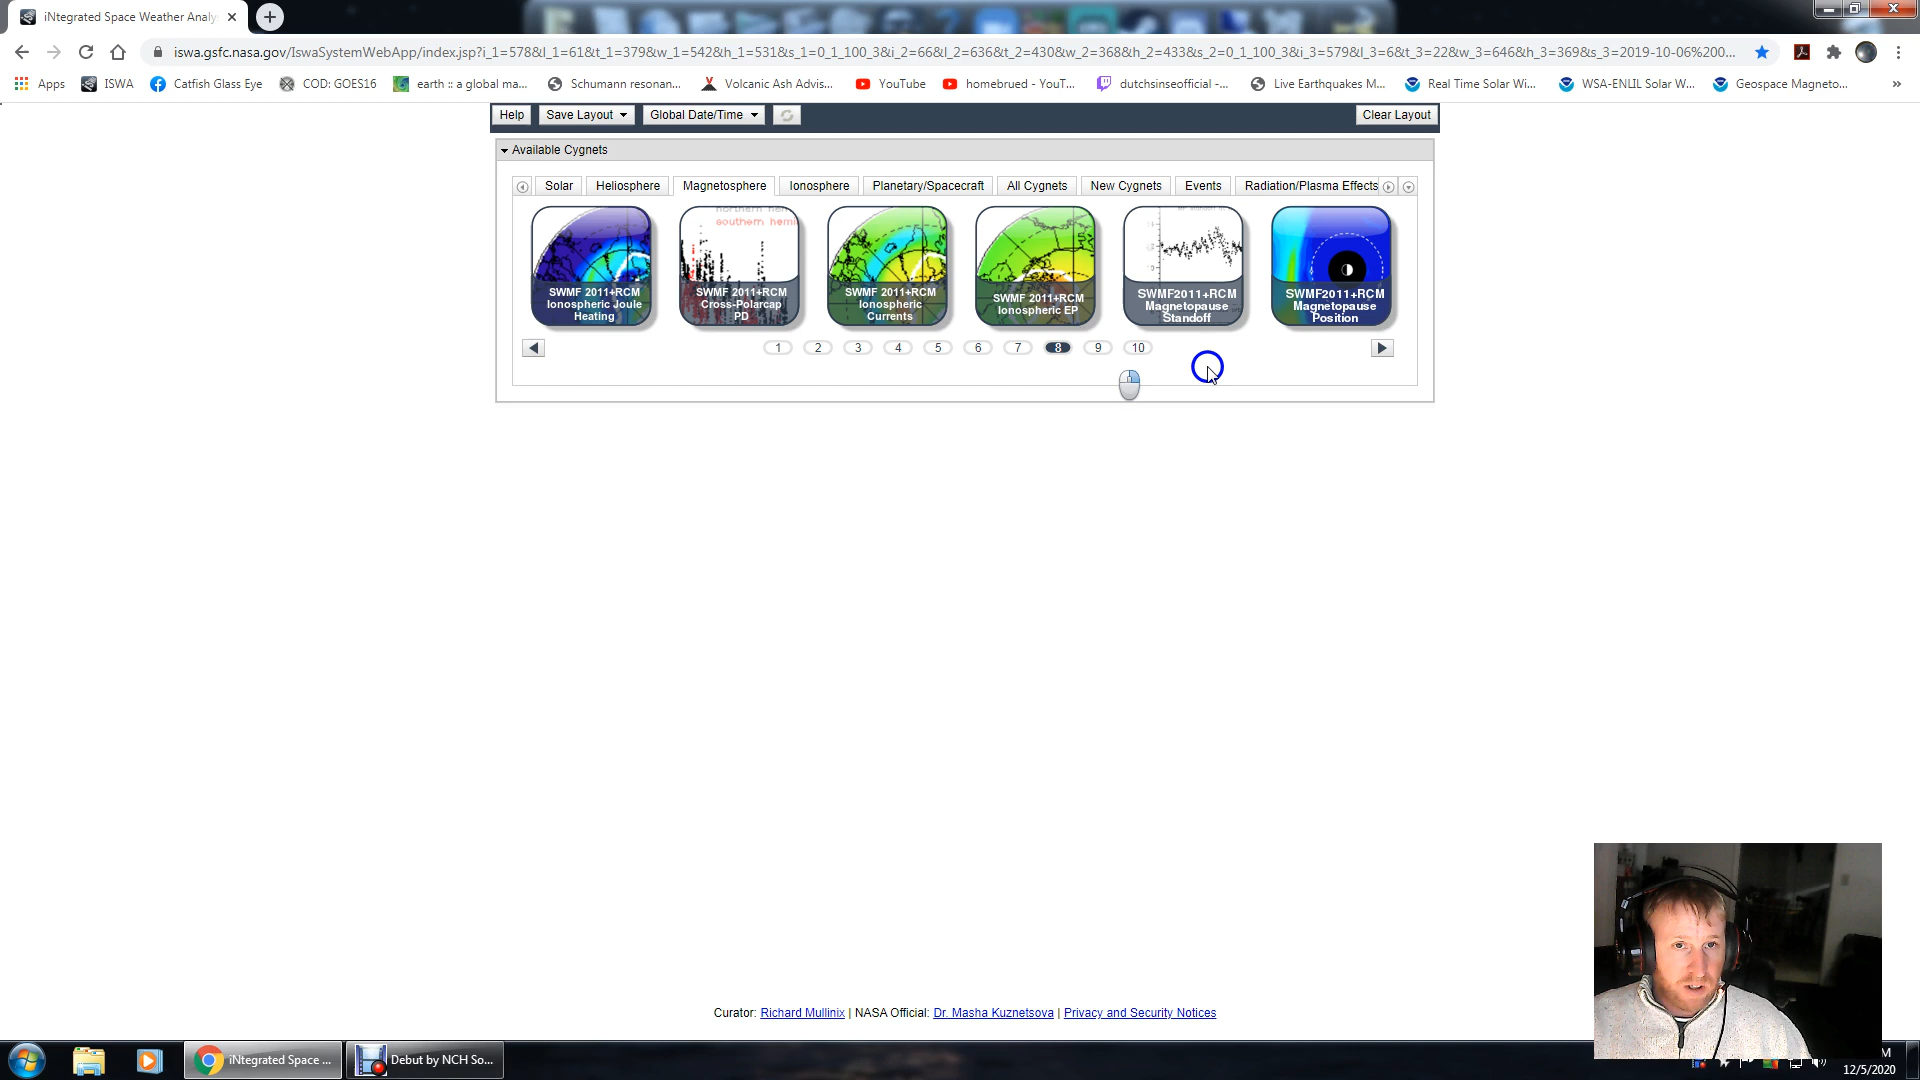 iNtegrated Space Weather Analy
iswa.gsfc.nasa.gov/IswaSystemWebApp/index.jsp?i_1=578&l_1=61&t_1=379&w_1=542&h_1=531&s_1=0_1_100_3&i_2=66&l_2=636&t_2=430&w_2=368&h_2=433&s_2=0_1_100_3&i_3=579&l_3=6&t_3=22&w_3=646&h_3=369&s_3=2019-10-06%200...
Apps ISWA Catfish Glass Eye COD: GOES16 earth :: a global ma... Schumann resonan... Volcanic Ash Advis... YouTube homebrued - YouT... dutchsinseofficial -... Live Earthquakes M... Real Time Solar Wi... WSA-ENLIL Solar W... Geospace Magneto... »
Help Save Layout Global Date/Time Clear Layout
Available Cygnets
Solar Heliosphere Magnetosphere Ionosphere Planetary/Spacecraft All Cygnets New Cygnets Events Radiation/Plasma Effects
southern hemi
SWMF 2011+RCM
Ionospheric Joule
Heating
SWMF 2011+RCM
Cross-Polarcap
PD
SWMF 2011+RCM
Ionospheric
Currents
SWMF 2011+RCM
Ionospheric EP
SWMF2011+RCM
Magnetopause
Standoff
SWMF2011+RCM
Magnetopause
Position
1 2 3 4 5 6 7 8 9 10
Curator: Richard Mullinix | NASA Official: Dr. Masha Kuznetsova | Privacy and Security Notices
iNtegrated Space ... Debut by NCH So...
M
12/5/2020